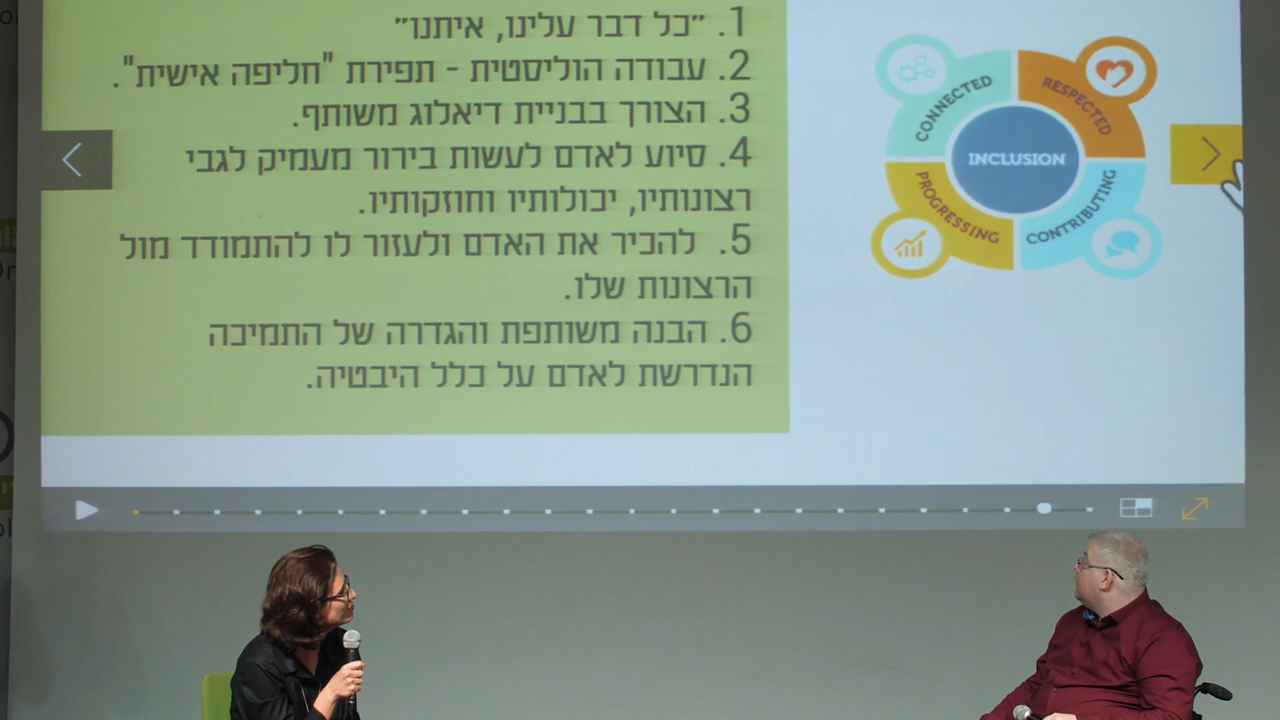 1. ״כל דבר עלינו, איתנו״
2. עבודה הוליסטית - תפירת "חליפה אישית".
3. הצורך בבניית דיאלוג משותף.
4. סיוע לאדם לעשות בירור מעמיק לגבי
רצונותיו, יכולותיו וחוזקותיו.
5. להכיר את האדם ולעזור לו להתמודד מול
הרצונות שלו.
6. הבנה משותפת והגדרה של התמיכה
הנדרשת לאדם על כלל היבטיה.
CONNECTED
RESPECTED
INCLUSION
PROGRESSING
CONTRIBUTING